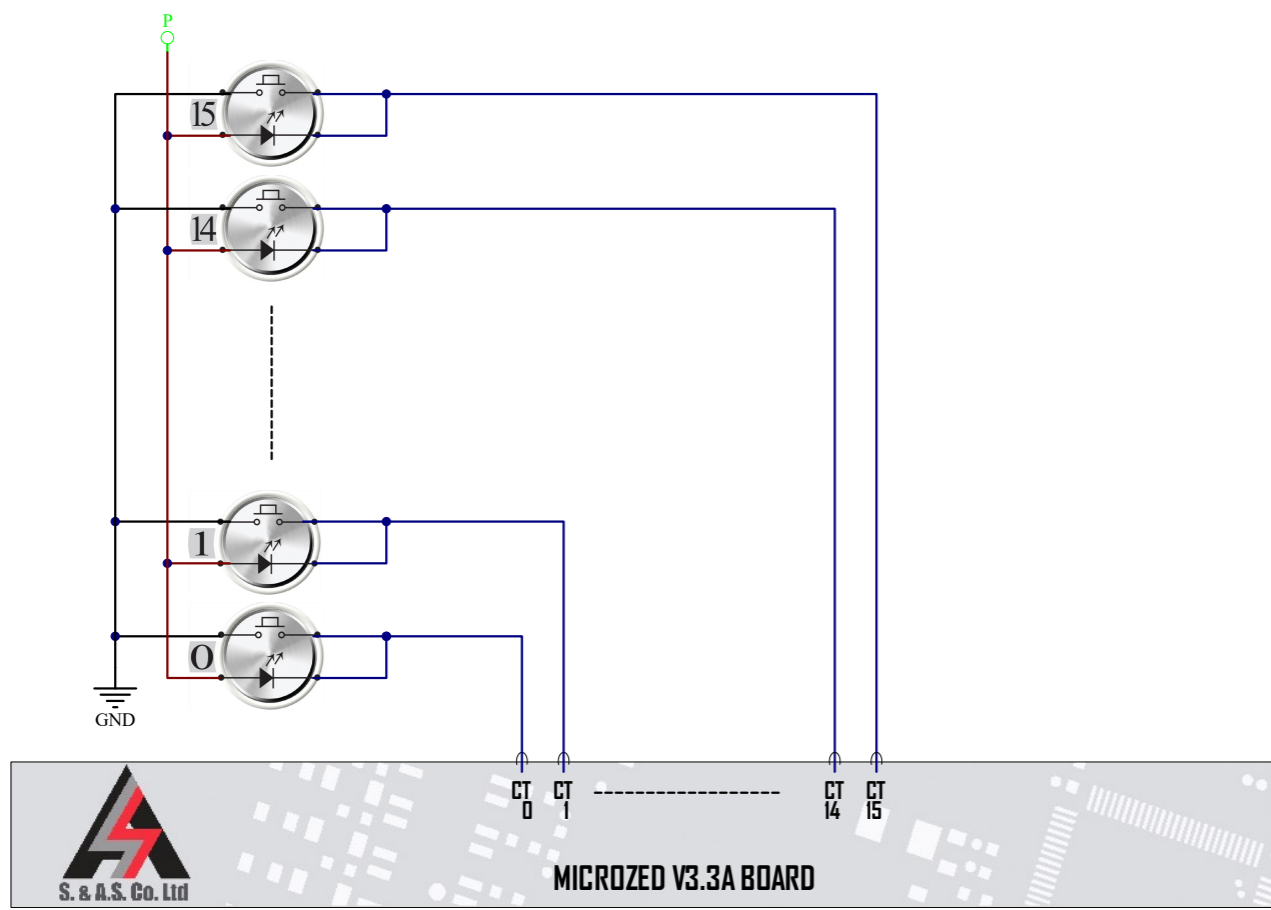 P
15
14
1
0
GND
CT CT CT CT
0 1 14 15
S. & A.S. Co. Ltd
MICROZED V3.3A BOARD